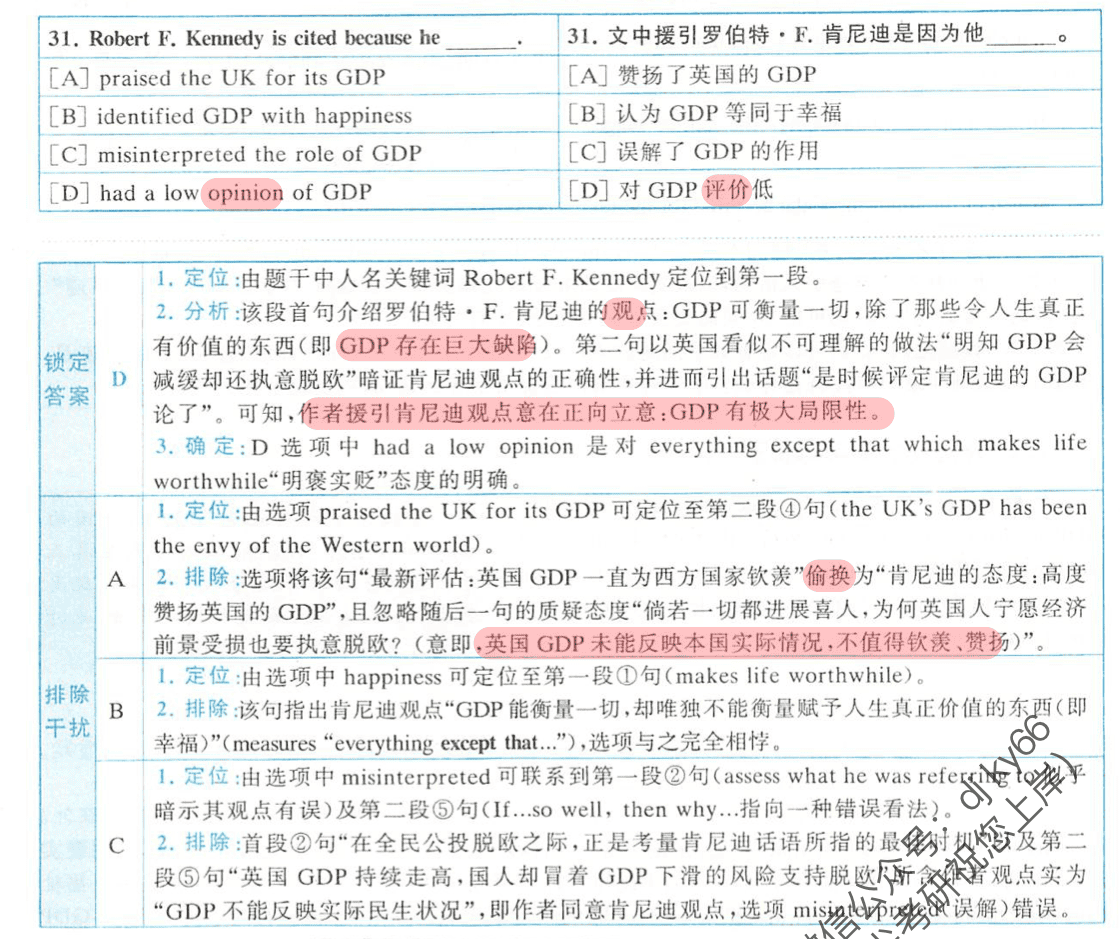 31. Robert F. Kennedy is cited because he ______.
31. 文中援引罗伯特·F. 肯尼迪是因为他______。
[A] praised the UK for its GDP
[A] 赞扬了英国的 GDP
[B] identified GDP with happiness
[B] 认为 GDP 等同于幸福
[C] misinterpreted the role of GDP
[C] 误解了 GDP 的作用
[D] had a low opinion of GDP
[D] 对 GDP 评价低
锁定
答案
D
1. 定位:由题干中人名关键词 Robert F. Kennedy 定位到第一段。
2. 分析:该段首句介绍罗伯特·F. 肯尼迪的观点:GDP 可衡量一切,除了那些令人生真正
有价值的东西(即 GDP 存在巨大缺陷)。第二句以英国看似不可理解的做法“明知 GDP 会
减缓却还执意脱欧”暗证肯尼迪观点的正确性,并进而引出话题“是时候评定肯尼迪的 GDP
论了”。可知,作者援引肯尼迪观点意在正向立意:GDP 有极大局限性。
3. 确定:D 选项中 had a low opinion 是对 everything except that which makes life
worthwhile“明褒实贬”态度的明确。
排除
干扰
A
1. 定位:由选项 praised the UK for its GDP 可定位至第二段④句(the UK's GDP has been
the envy of the Western world)。
2. 排除:选项将该句“最新评估:英国 GDP 一直为西方国家钦羡”偷换为“肯尼迪的态度:高度
赞扬英国的 GDP”,且忽略随后一句的质疑态度“倘若一切都进展喜人,为何英国人宁愿经济
前景受损也要执意脱欧?(意即,英国 GDP 未能反映本国实际情况,不值得钦羡、赞扬)”。
B
1. 定位:由选项中 happiness 可定位至第一段①句(makes life worthwhile)。
2. 排除:该句指出肯尼迪观点“GDP 能衡量一切,却唯独不能衡量赋予人生真正价值的东西(即
幸福)”(measures “everything except that...”),选项与之完全相悖。
C
1. 定位:由选项中 misinterpreted 可联系到第一段②句(assess what he was referring to 似乎
暗示其观点有误)及第二段⑤句(If...so well, then why...指向一种错误看法)。
2. 排除:首段②句“在全民公投脱欧之际,正是考量肯尼迪话语所指的最佳时机”以及第二
段⑤句“英国 GDP 持续走高,国人却冒着 GDP 下滑的风险支持脱欧”所含作者观点实为
“GDP 不能反映实际民生状况”,即作者同意肯尼迪观点,选项 misinterpreted(误解)错误。
微信公众号: djky66
考研祝您上岸)